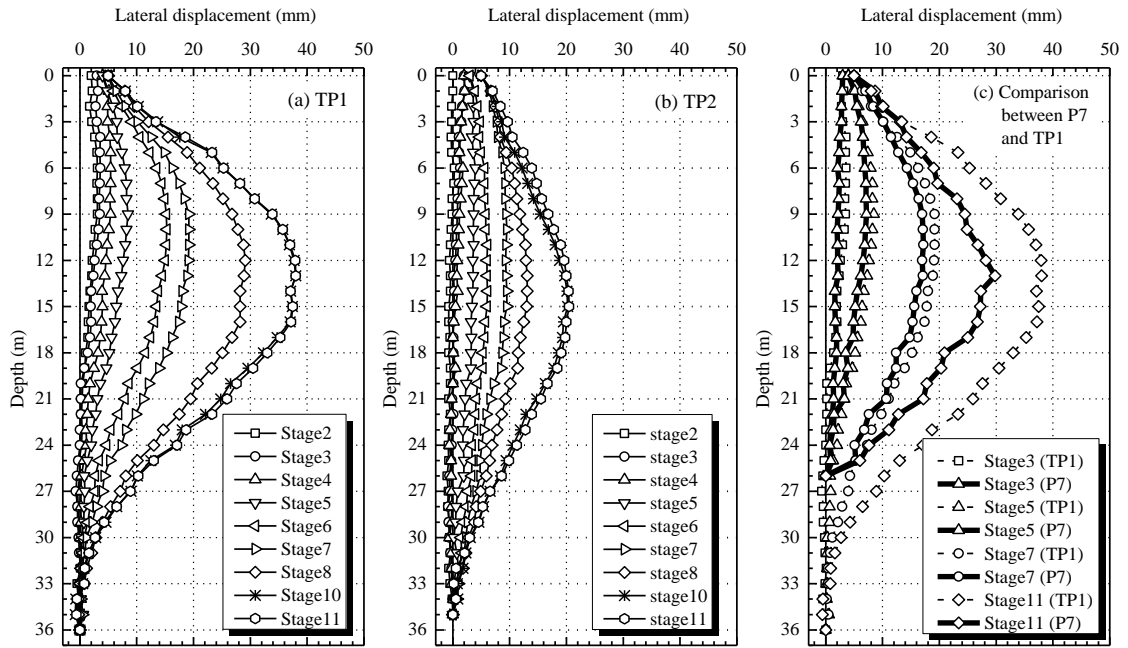 Lateral displacement (mm)
0 10 20 30 40 50
0
3
6
9
12
15
18
21
24
27
30
33
36
Depth (m)
(a) TP1
Stage2
Stage3
Stage4
Stage5
Stage6
Stage7
Stage8
Stage10
Stage11
Lateral displacement (mm)
0 10 20 30 40 50
0
3
6
9
12
15
18
21
24
27
30
33
36
Depth (m)
(b) TP2
stage2
stage3
stage4
stage5
stage6
stage7
stage8
stage10
stage11
Lateral displacement (mm)
0 10 20 30 40 50
0
3
6
9
12
15
18
21
24
27
30
33
36
Depth (m)
(c) Comparison
between P7
and TP1
Stage3 (TP1)
Stage3 (P7)
Stage5 (TP1)
Stage5 (P7)
Stage7 (TP1)
Stage7 (P7)
Stage11 (TP1)
Stage11 (P7)